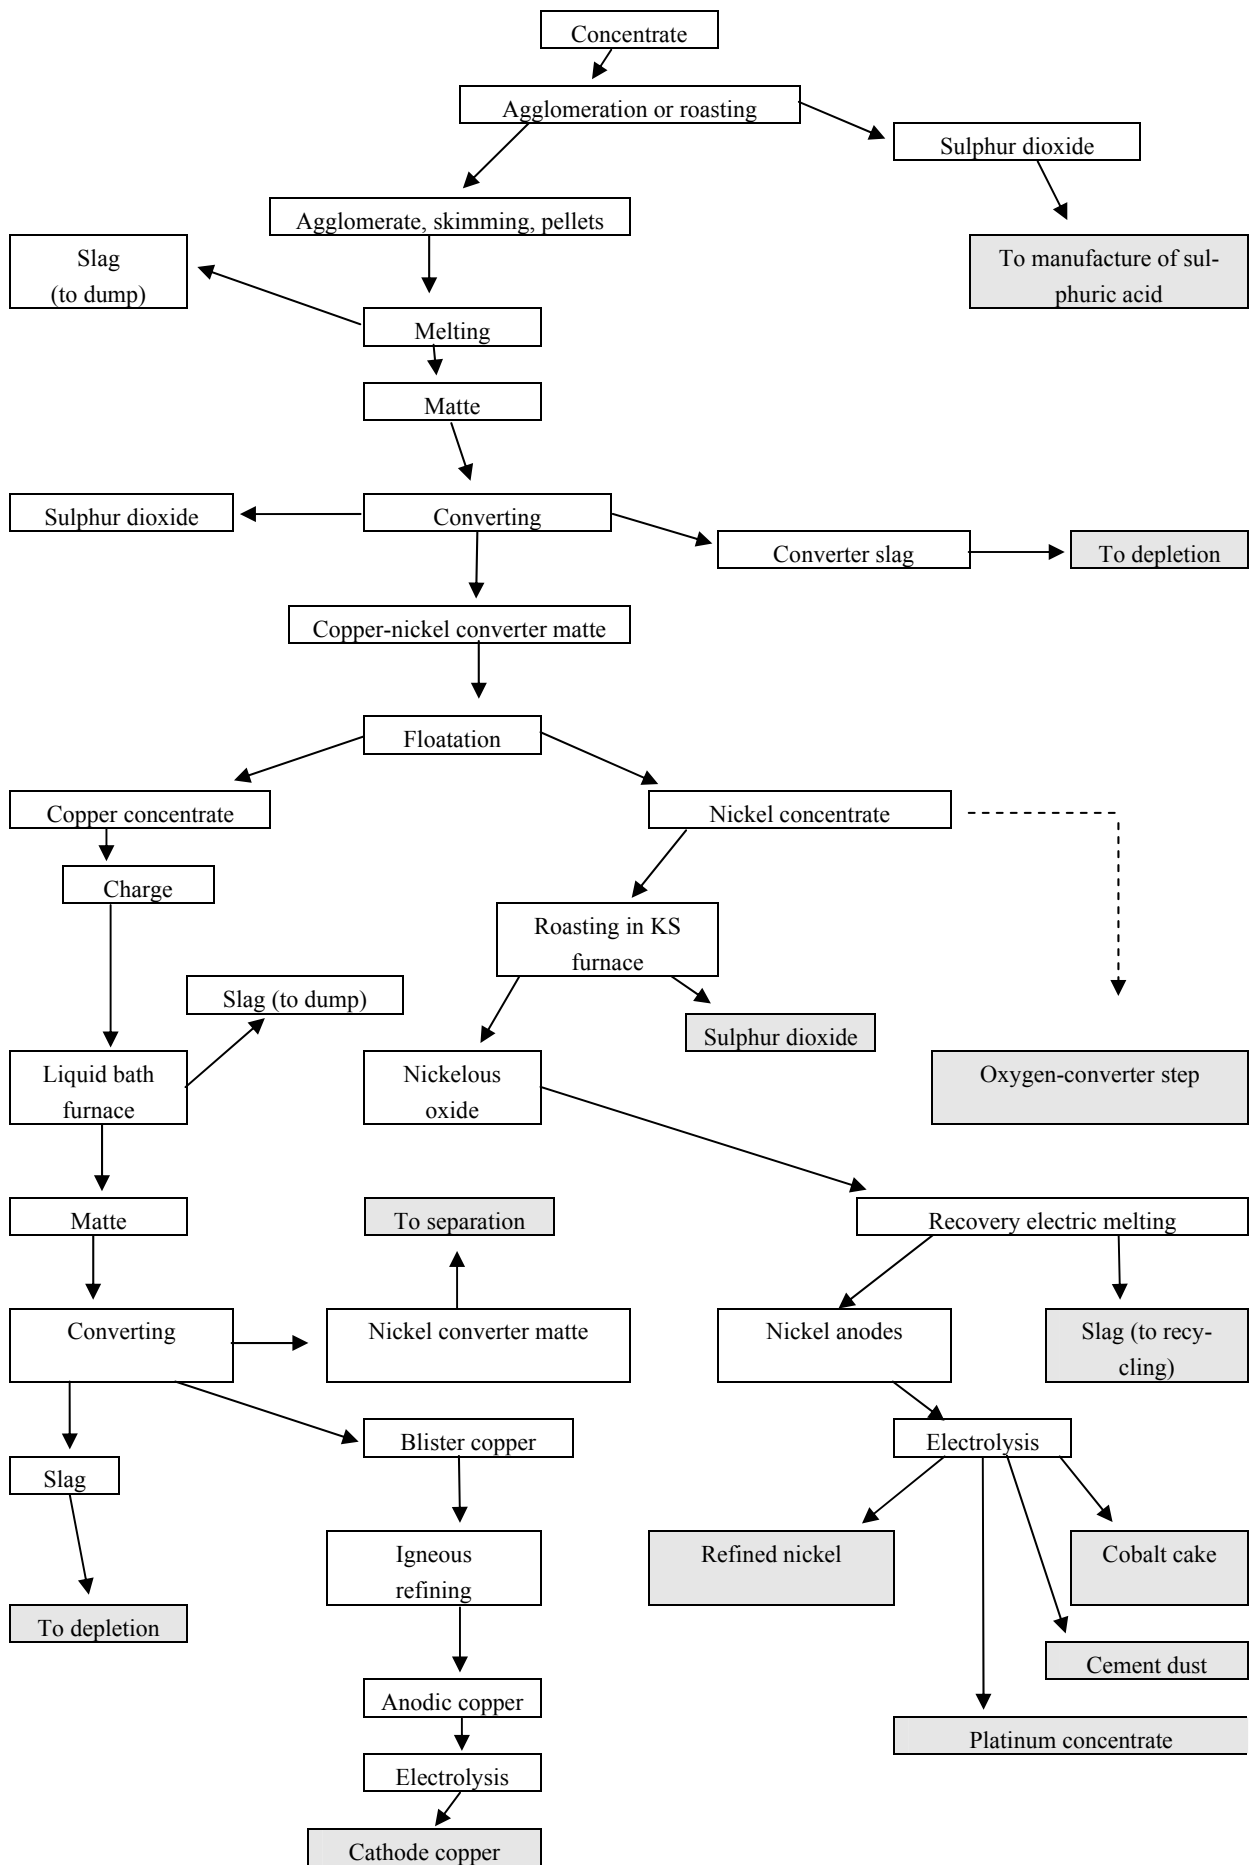 Concentrate
Agglomeration or roasting
Sulphur dioxide
Agglomerate, skimming, pellets
Slag
(to dump)
To manufacture of sul-
phuric acid
Melting
Matte
Sulphur dioxide
Converting
Converter slag
To depletion
Copper-nickel converter matte
Floatation
Copper concentrate
Nickel concentrate
Charge
Roasting in KS
furnace
Slag (to dump)
Sulphur dioxide
Liquid bath
furnace
Nickelous
oxide
Oxygen-converter step
Matte
To separation
Recovery electric melting
Converting
Nickel converter matte
Nickel anodes
Slag (to recy-
cling)
Blister copper
Electrolysis
Slag
Igneous
refining
Refined nickel
Cobalt cake
To depletion
Cement dust
Anodic copper
Platinum concentrate
Electrolysis
Cathode copper